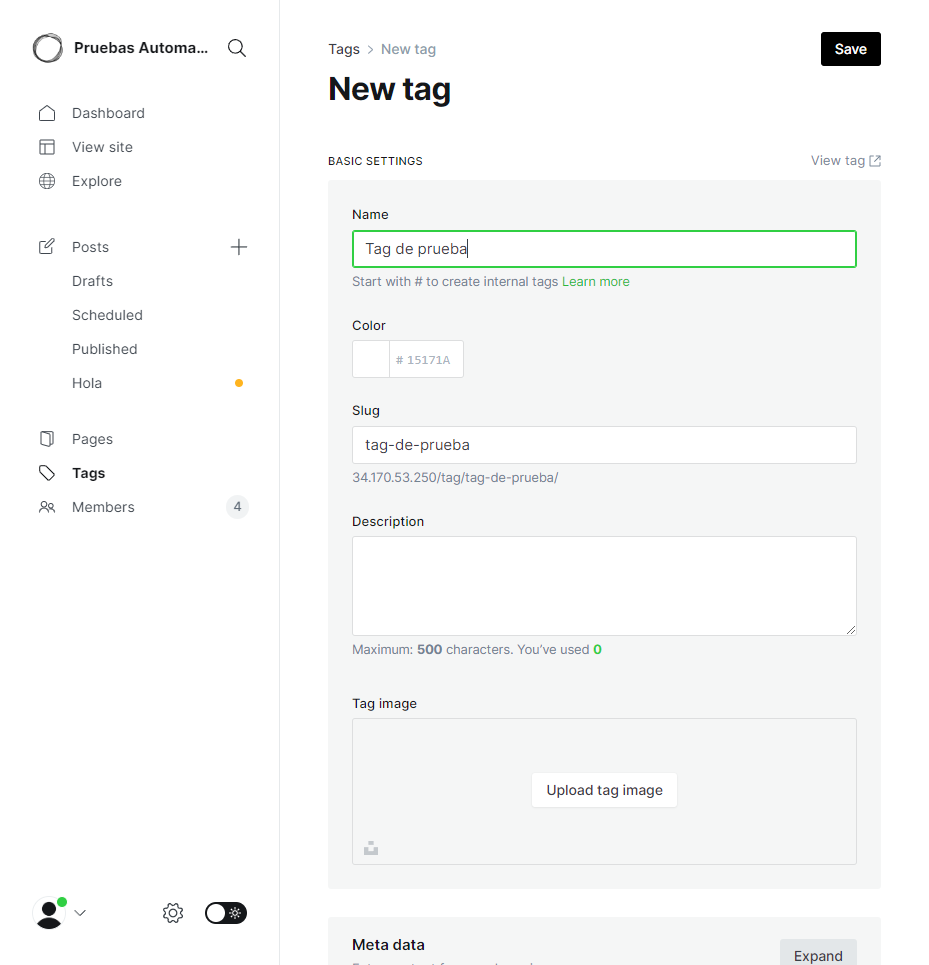 Pruebas Automa...
Dashboard
View site
Explore
Posts
Drafts
Scheduled
Published
Hola
Pages
Tags
Members 4
Tags > New tag
Save
New tag
BASIC SETTINGS
View tag
Name
Tag de prueba
Start with # to create internal tags Learn more
Color
# 15171A
Slug
tag-de-prueba
34.170.53.250/tag/tag-de-prueba/
Description
Maximum: 500 characters. You’ve used 0
Tag image
Upload tag image
Meta data
Expand